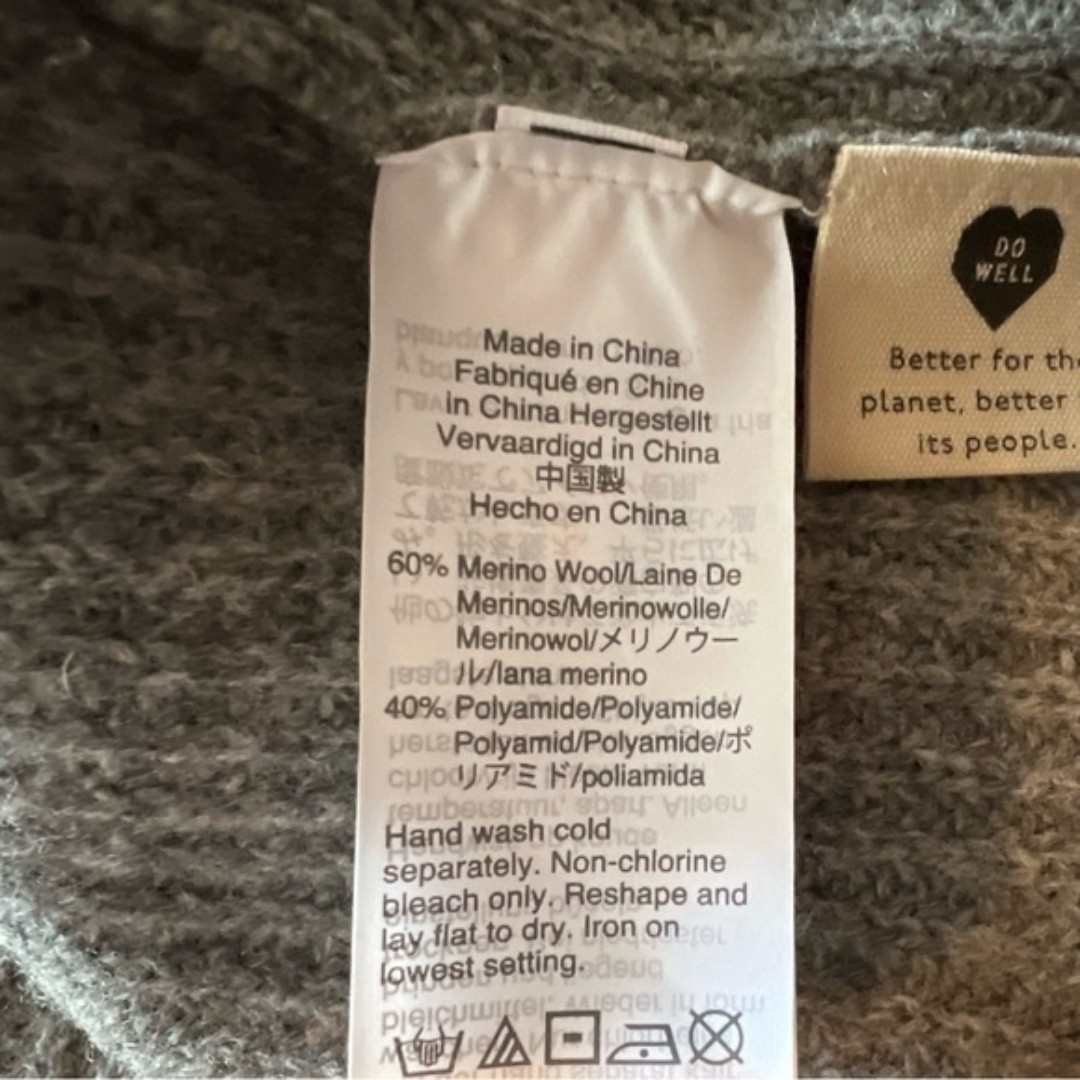 Made in China
Fabriqué en Chine
in China Hergestellt
Vervaardigd in China
中国製
Hecho en China
60% Merino Wool/Laine De
Merinos/Merinowolle/
Merinowol/メリノウー
ル/lana merino
40% Polyamide/Polyamide/
Polyamid/Polyamide/ポ
リアミド/poliamida
Hand wash cold
separately. Non-chlorine
bleach only. Reshape and
lay flat to dry. Iron on
lowest setting.
DO
WELL
Better for the
planet, better
its people.